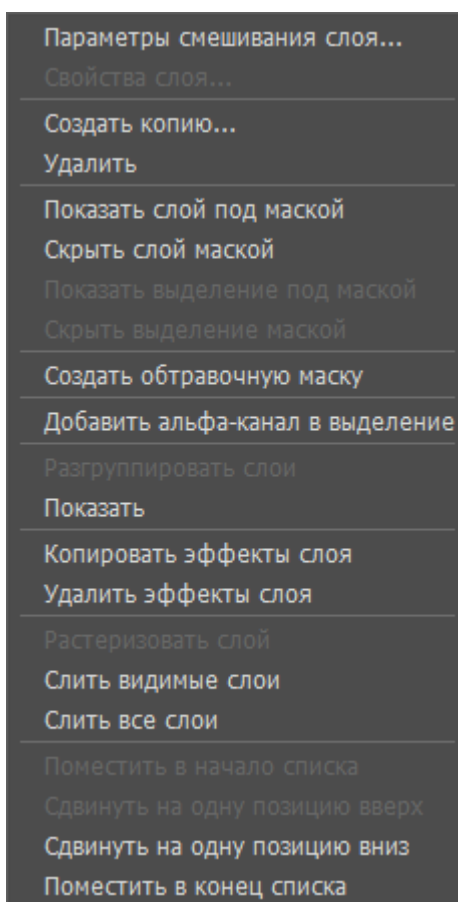 Параметры смешивания слоя...
Свойства слоя...
Создать копию...
Удалить
Показать слой под маской
Скрыть слой маской
Показать выделение под маской
Скрыть выделение маской
Создать обтравочную маску
Добавить альфа-канал в выделение
Разгруппировать слои
Показать
Копировать эффекты слоя
Удалить эффекты слоя
Растеризовать слой
Слить видимые слои
Слить все слои
Поместить в начало списка
Сдвинуть на одну позицию вверх
Сдвинуть на одну позицию вниз
Поместить в конец списка